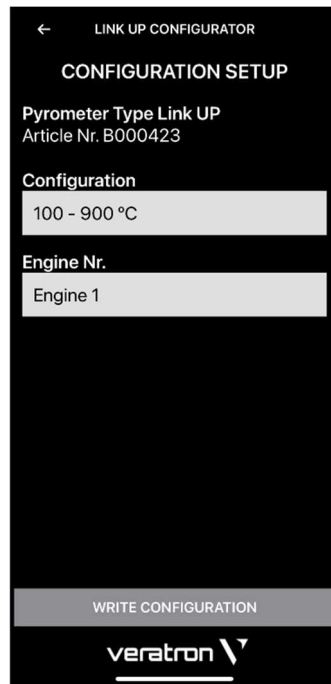 LINK UP CONFIGURATOR
CONFIGURATION SETUP
Pyrometer Type Link UP
Article Nr. B000423
Configuration
100 - 900 ºC
Engine Nr.
Engine 1
WRITE CONFIGURATION
veratron